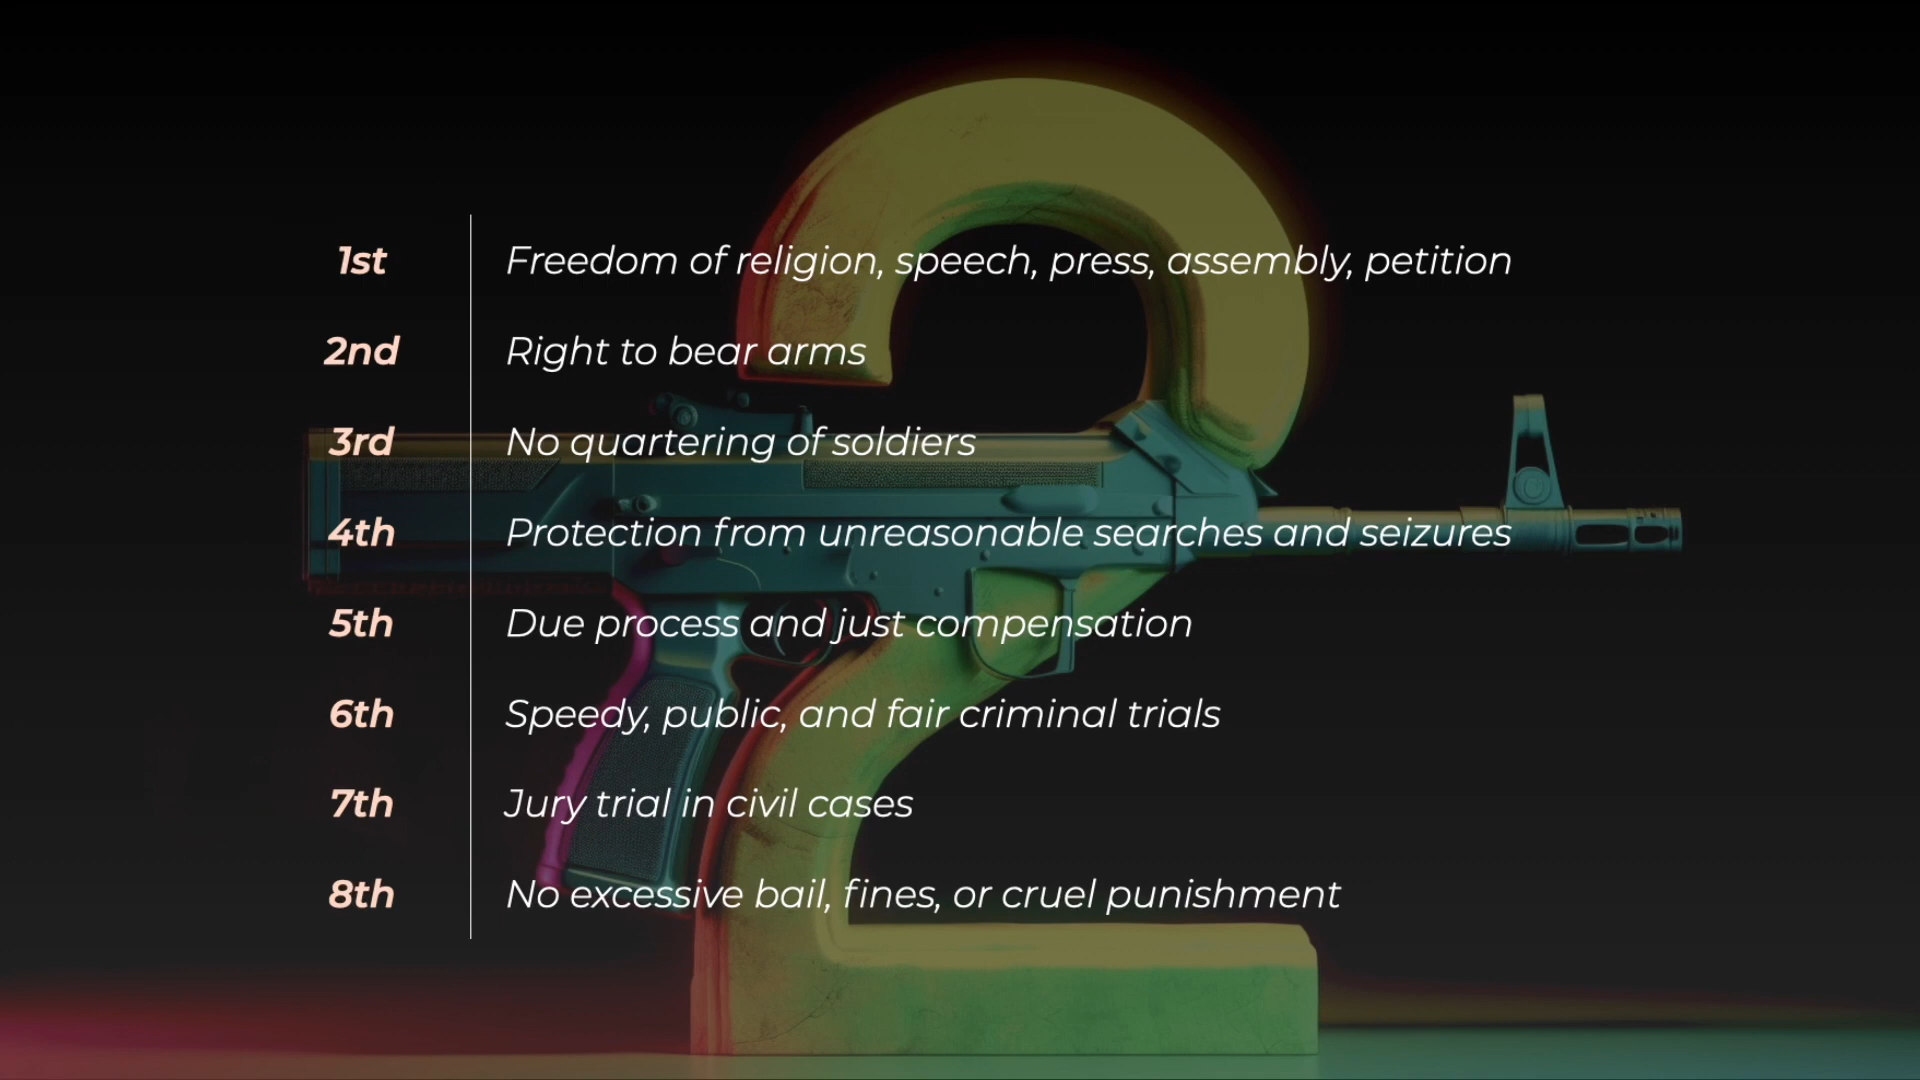 1st Freedom of religion, speech, press, assembly, petition
2nd Right to bear arms
3rd No quartering of soldiers
4th Protection from unreasonable searches and seizures
5th Due process and just compensation
6th Speedy, public, and fair criminal trials
7th Jury trial in civil cases
8th No excessive bail, fines, or cruel punishment